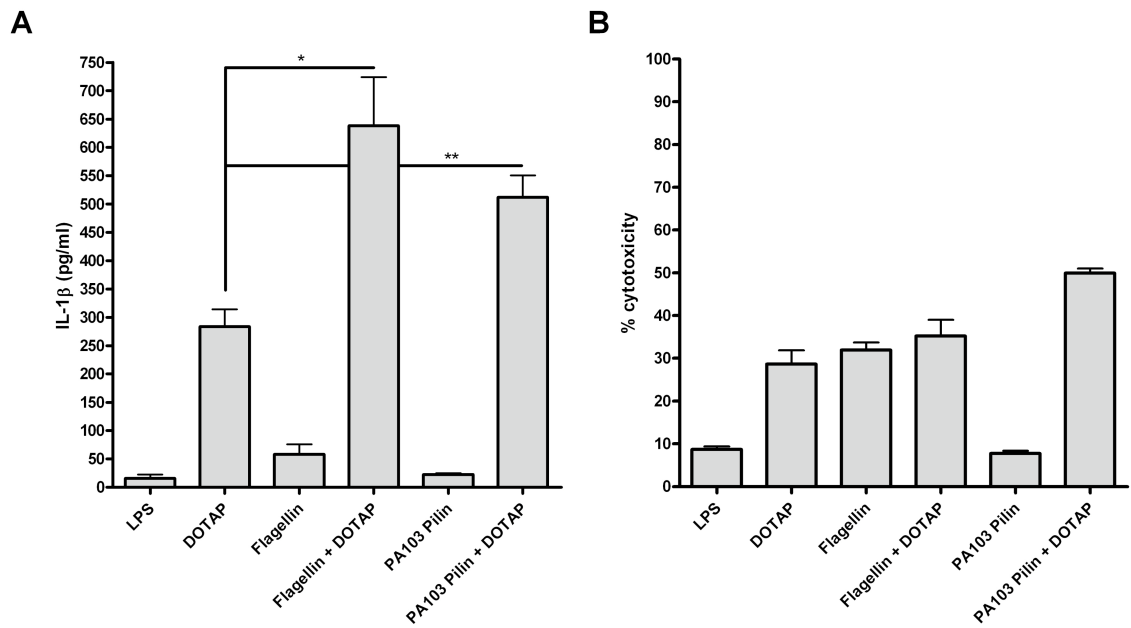 A
750
700
650
600
550
500
450
400
350
300
250
200
150
100
50
0
IL-1β (pg/ml)
*
**
LPS
DOTAP
Flagellin
Flagellin + DOTAP
PA103 Pilin
PA103 Pilin + DOTAP
B
100
90
80
70
60
50
40
30
20
10
0
% cytotoxicity
LPS
DOTAP
Flagellin
Flagellin + DOTAP
PA103 Pilin
PA103 Pilin + DOTAP